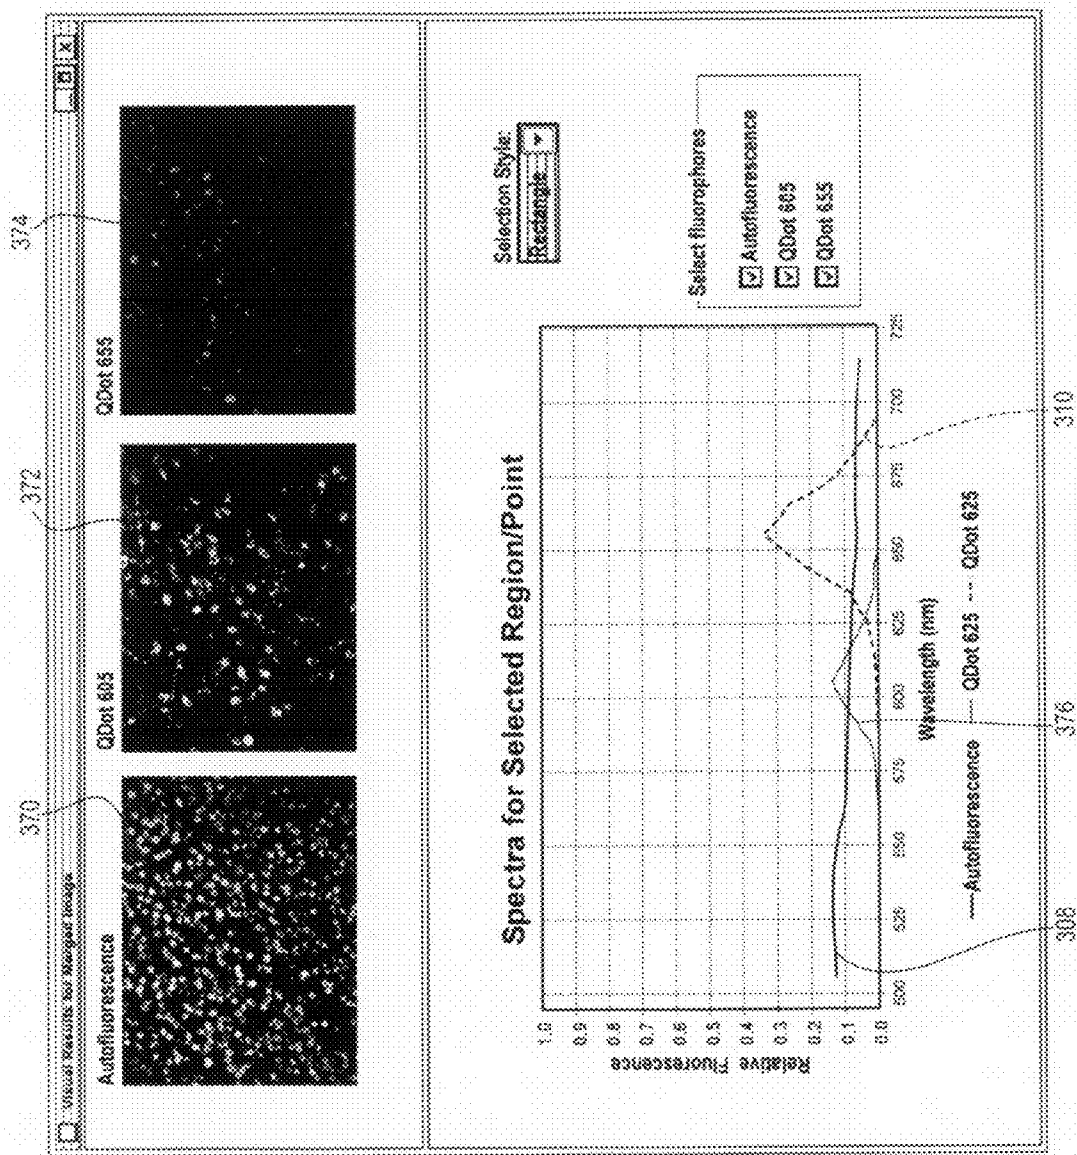 Visual Results for Merged Image
370
372
374
Autofluorescence
QDot 605
QDot 655
Spectra for Selected Region/Point
Selection Style:
Rectangle
Select fluorophores
Autofluorescence
QDot 605
QDot 655
Relative Fluorescence
1.0
0.9
0.8
0.7
0.6
0.5
0.4
0.3
0.2
0.1
0.0
500
525
550
575
600
625
650
675
700
725
Wavelength (nm)
Autofluorescence QDot 625 QDot 625
308
376
310